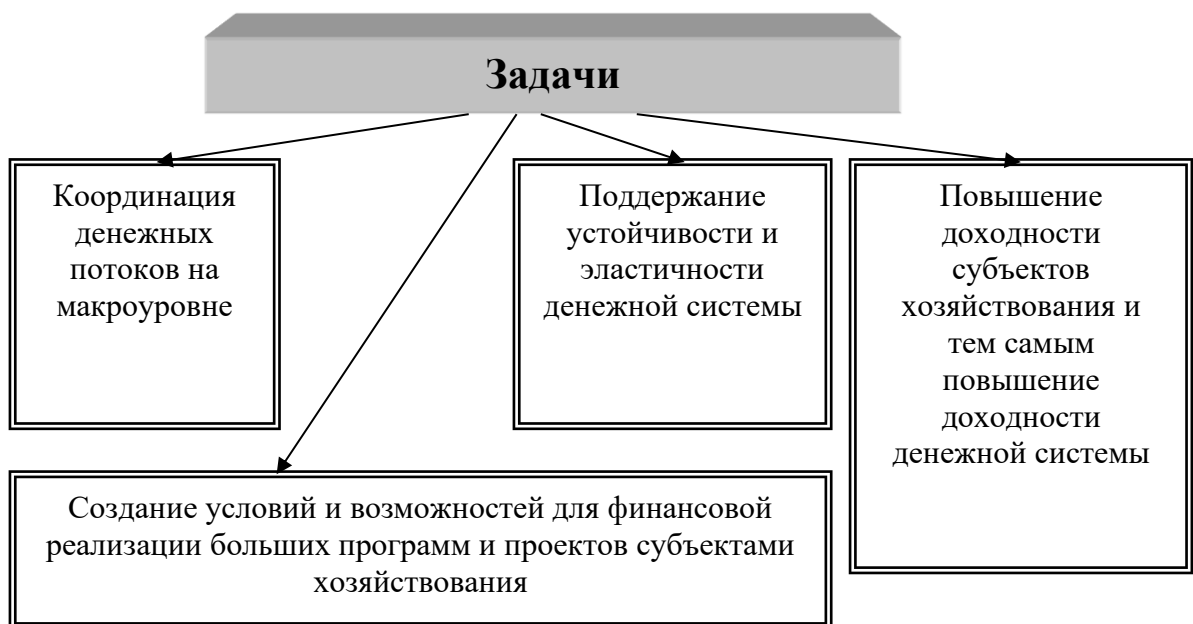 Задачи
Координация
денежных
потоков на
макроуровне
Поддержание
устойчивости и
эластичности
денежной системы
Повышение
доходности
субъектов
хозяйствования и
тем самым
повышение
доходности
денежной системы
Создание условий и возможностей для финансовой
реализации больших программ и проектов субъектами
хозяйствования